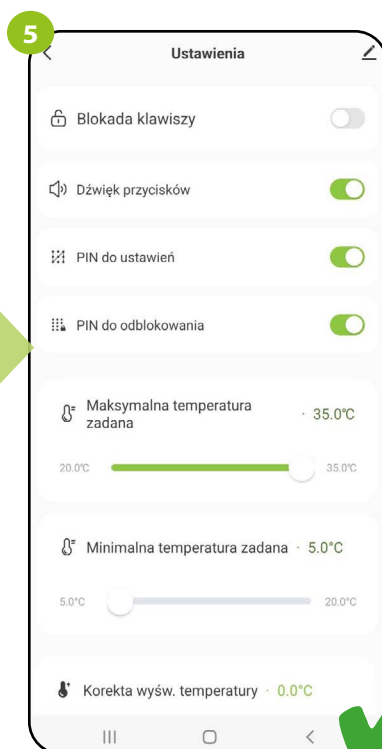 5
Ustawienia
Blokada klawiszy
Dźwięk przycisków
PIN do ustawień
PIN do odblokowania
Maksymalna temperatura
zadana
· 35.0℃
20.0℃ 35.0℃
Minimalna temperatura zadana · 5.0°C
5.0°C 20.0°C
Korekta wyśw. temperatury · 0.0°C